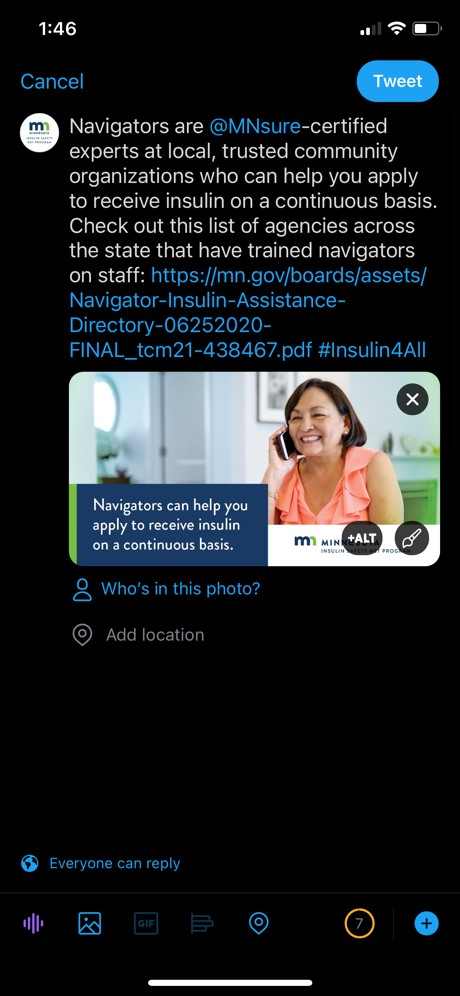 1:46
Cancel
Tweet
Navigators are @MNsure-certified
experts at local, trusted community
organizations who can help you apply
to receive insulin on a continuous basis.
Check out this list of agencies across
the state that have trained navigators
on staff: https://mn.gov/boards/assets/
Navigator-Insulin-Assistance-
Directory-06252020-
FINAL_tcm21-438467.pdf #Insulin4All
Navigators can help you
apply to receive insulin
on a continuous basis.
+ALT
INSULIN
Who's in this photo?
Add location
Everyone can reply
GIF
7